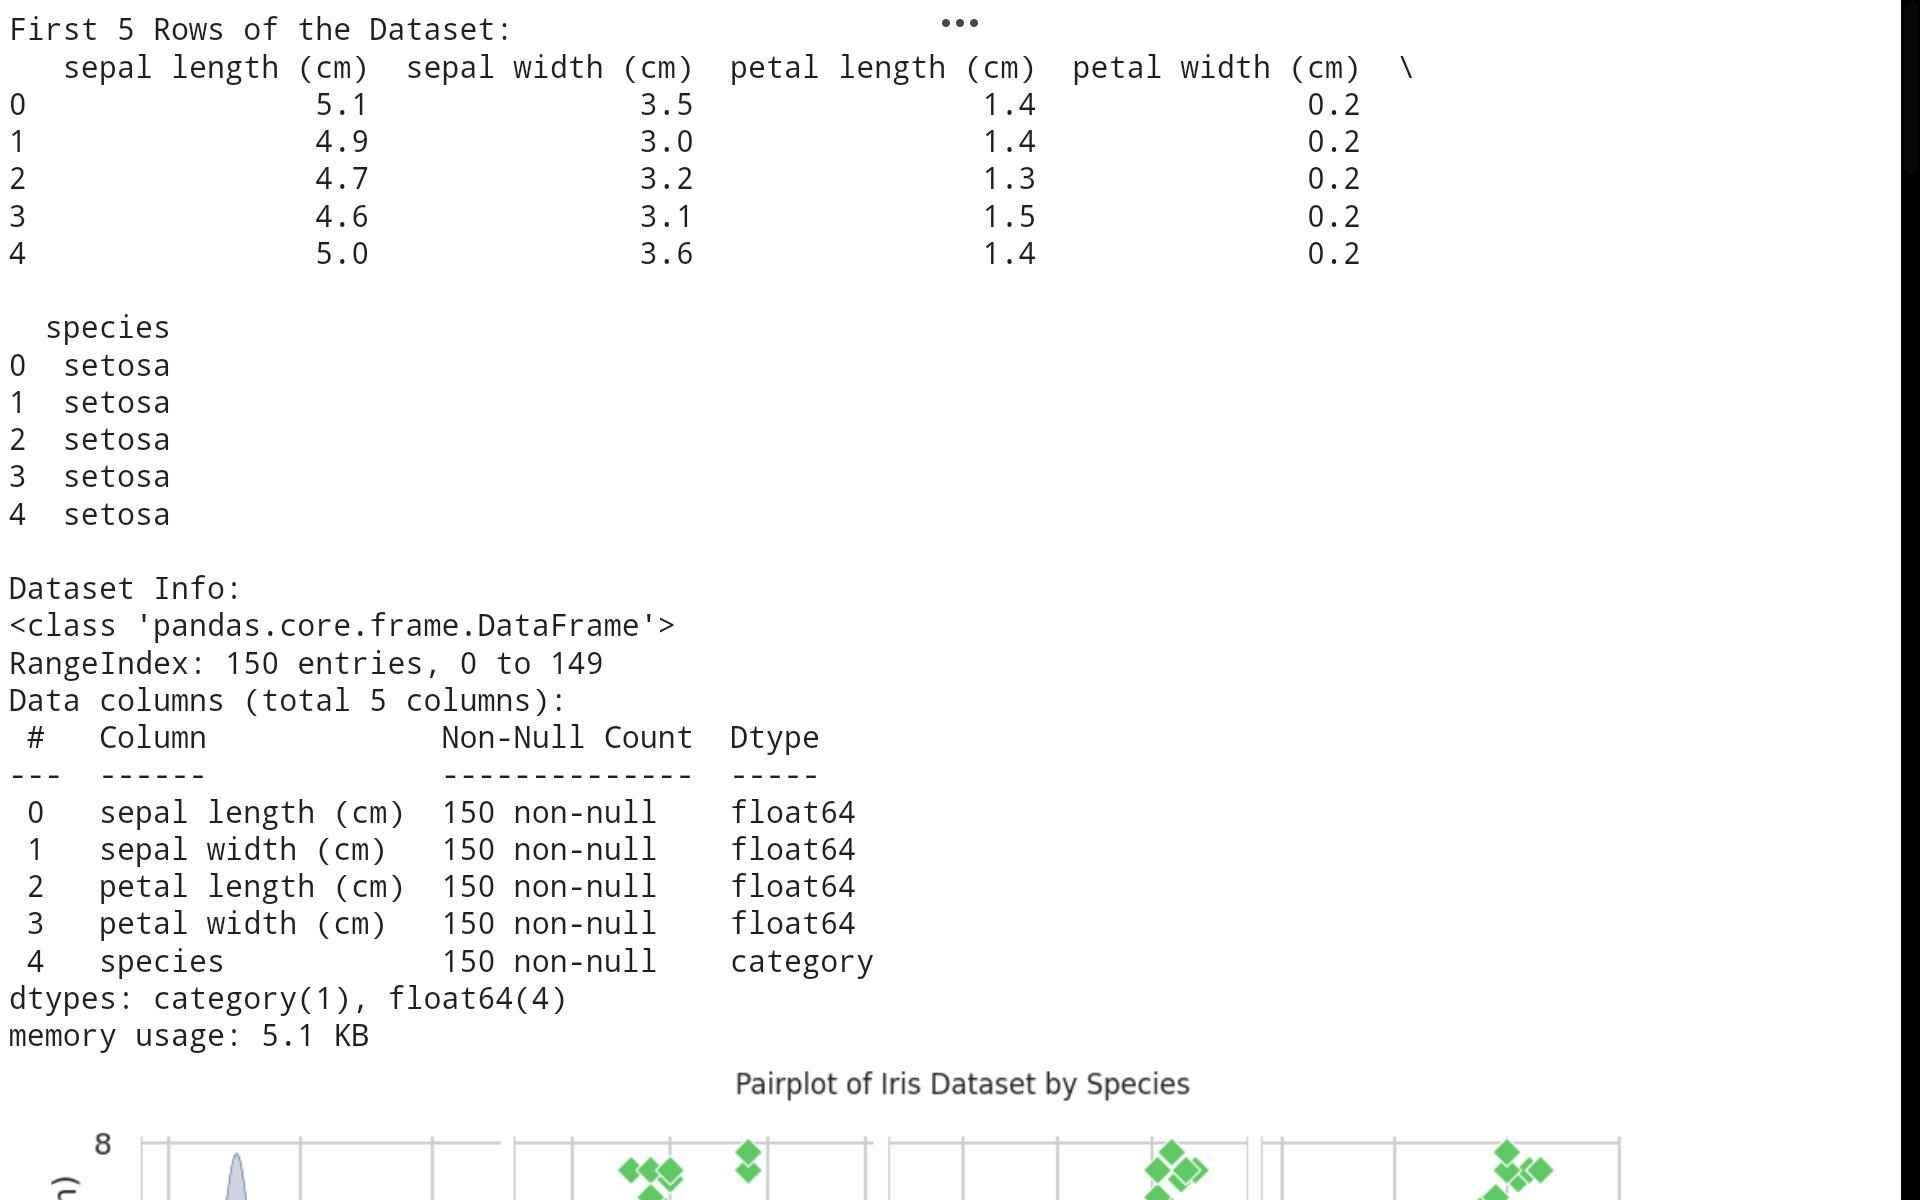 First 5 Rows of the Dataset:
   sepal length (cm)  sepal width (cm)  petal length (cm)  petal width (cm)  \
0                5.1               3.5                1.4               0.2
1                4.9               3.0                1.4               0.2
2                4.7               3.2                1.3               0.2
3                4.6               3.1                1.5               0.2
4                5.0               3.6                1.4               0.2

  species
0  setosa
1  setosa
2  setosa
3  setosa
4  setosa

Dataset Info:
<class 'pandas.core.frame.DataFrame'>
RangeIndex: 150 entries, 0 to 149
Data columns (total 5 columns):
 #   Column             Non-Null Count  Dtype
---  ------             --------------  -----
 0   sepal length (cm)  150 non-null    float64
 1   sepal width (cm)   150 non-null    float64
 2   petal length (cm)  150 non-null    float64
 3   petal width (cm)   150 non-null    float64
 4   species            150 non-null    category
dtypes: category(1), float64(4)
memory usage: 5.1 KB
Pairplot of Iris Dataset by Species
8